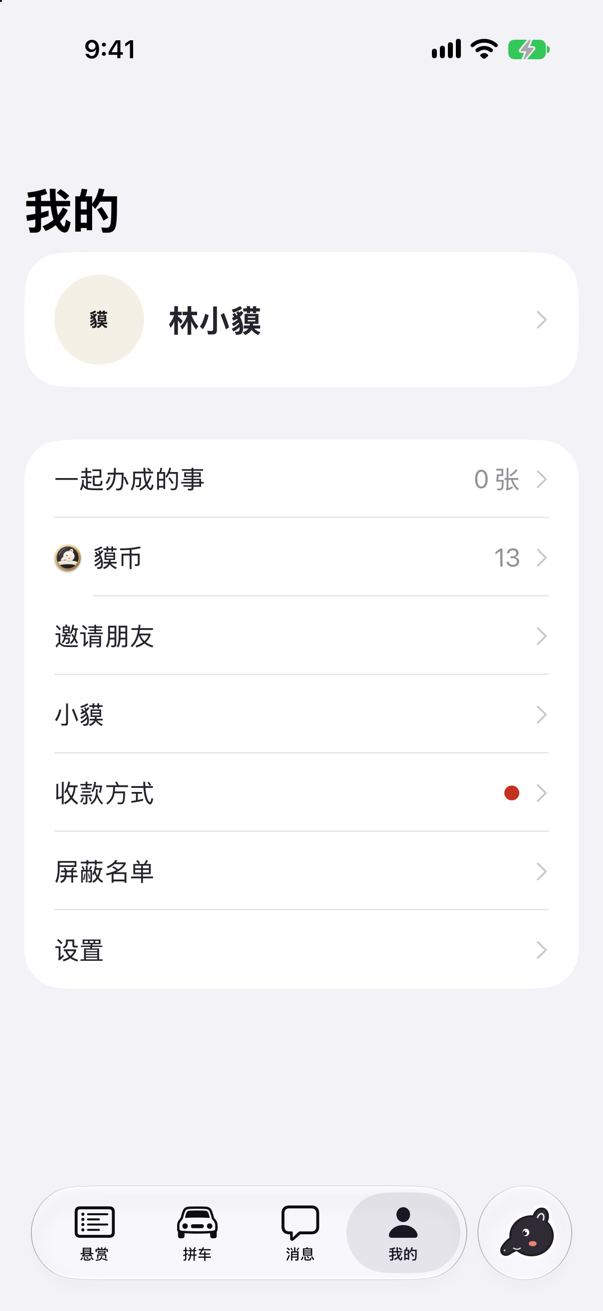 9:41
我的
貘
林小貘
一起办成的事 0 张
貘币 13
邀请朋友
小貘
收款方式
屏蔽名单
设置
悬赏 拼车 消息 我的